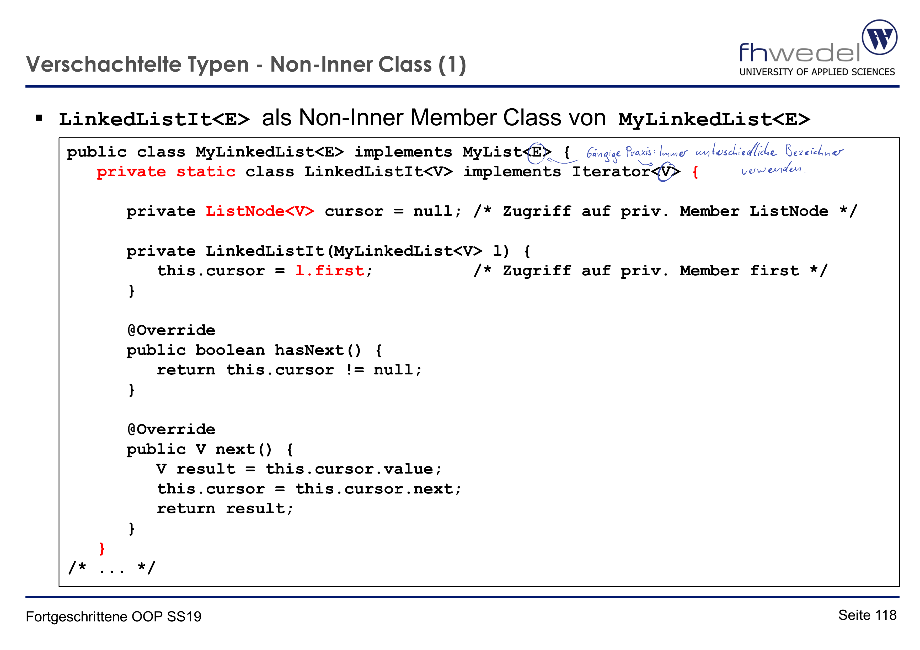 Verschachtelte Typen - Non-Inner Class (1)
fhwedel
UNIVERSITY OF APPLIED SCIENCES
▪ LinkedListIt<E> als Non-Inner Member Class von MyLinkedList<E>
public class MyLinkedList<E> implements MyList<E> { Gängige Praxis: Immer unterschiedliche Bezeichner
private static class LinkedListIt<V> implements Iterator<V> { verwenden
private ListNode<V> cursor = null; /* Zugriff auf priv. Member ListNode */
private LinkedListIt(MyLinkedList<V> l) {
this.cursor = l.first; /* Zugriff auf priv. Member first */
}
@Override
public boolean hasNext() {
return this.cursor != null;
}
@Override
public V next() {
V result = this.cursor.value;
this.cursor = this.cursor.next;
return result;
}
}
/* ... */
Fortgeschrittene OOP SS19
Seite 118